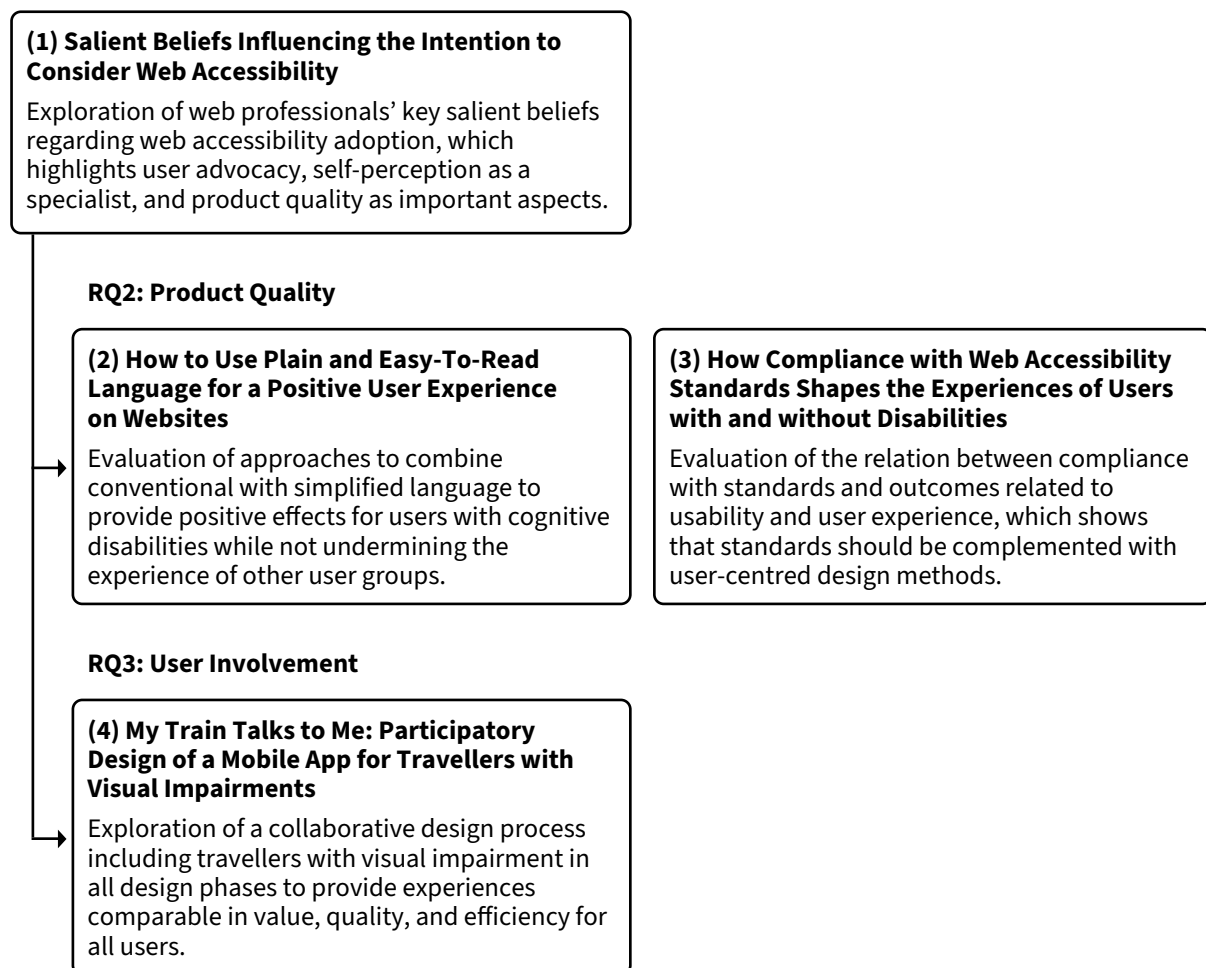 (1) Salient Beliefs Influencing the Intention to
Consider Web Accessibility
Exploration of web professionals’ key salient beliefs
regarding web accessibility adoption, which
highlights user advocacy, self-perception as a
specialist, and product quality as important aspects.
RQ2: Product Quality
(2) How to Use Plain and Easy-To-Read
Language for a Positive User Experience
on Websites
Evaluation of approaches to combine
conventional with simplified language to
provide positive effects for users with cognitive
disabilities while not undermining the
experience of other user groups.
(3) How Compliance with Web Accessibility
Standards Shapes the Experiences of Users
with and without Disabilities
Evaluation of the relation between compliance
with standards and outcomes related to
usability and user experience, which shows
that standards should be complemented with
user-centred design methods.
RQ3: User Involvement
(4) My Train Talks to Me: Participatory
Design of a Mobile App for Travellers with
Visual Impairments
Exploration of a collaborative design process
including travellers with visual impairment in
all design phases to provide experiences
comparable in value, quality, and efficiency for
all users.